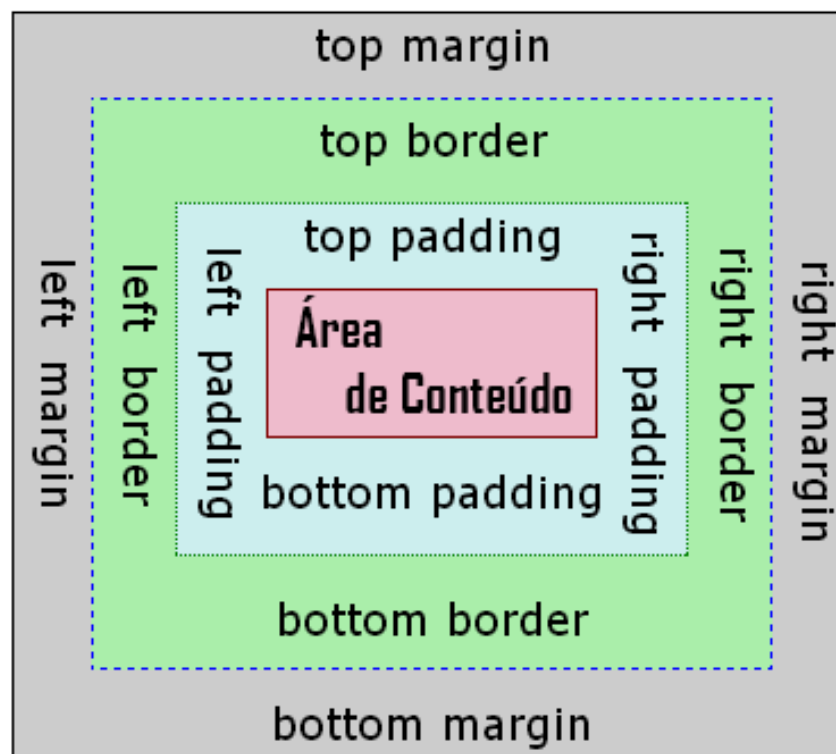 top margin
top border
top padding
left margin
left border
left padding
Área
de Conteúdo
right padding
right border
right margin
bottom padding
bottom border
bottom margin